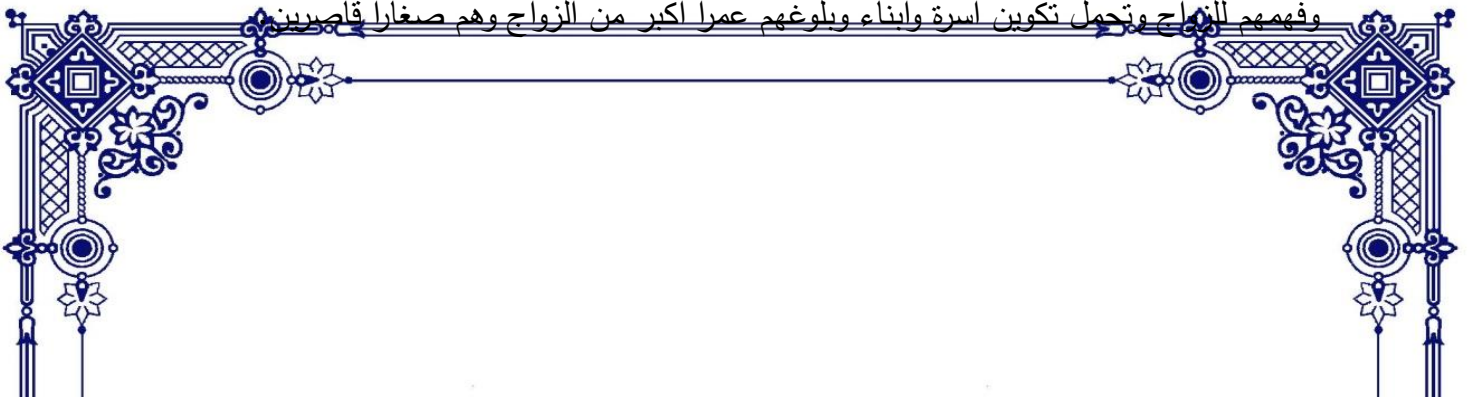 وفهمهم للزواج وتحمل تكوين اسرة وابناء وبلوغهم عمرا اكبر من الزواج وهم صغارا قاصرين.